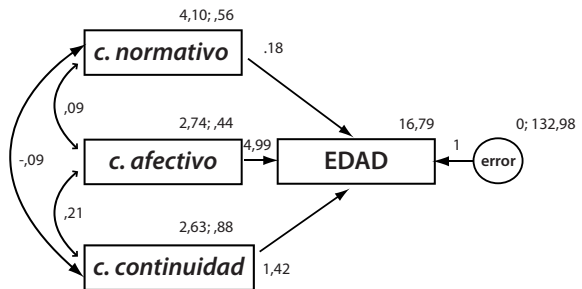 4,10; ,56
c. normativo
.18
,09
2,74; ,44
16,79
0; 132,98
-,09
c. afectivo
4,99
EDAD
1
error
,21
2,63; ,88
c. continuidad
1,42